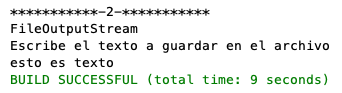 ***********-2-***********
FileOutputStream
Escribe el texto a guardar en el archivo
esto es texto
BUILD SUCCESSFUL (total time: 9 seconds)